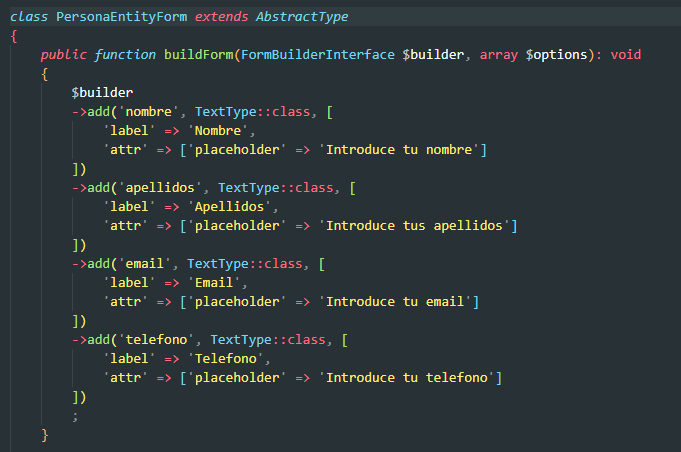 class PersonaEntityForm extends AbstractType
{
    public function buildForm(FormBuilderInterface $builder, array $options): void
    {
        $builder
        ->add('nombre', TextType::class, [
            'label' => 'Nombre',
            'attr' => ['placeholder' => 'Introduce tu nombre']
        ])
        ->add('apellidos', TextType::class, [
            'label' => 'Apellidos',
            'attr' => ['placeholder' => 'Introduce tus apellidos']
        ])
        ->add('email', TextType::class, [
            'label' => 'Email',
            'attr' => ['placeholder' => 'Introduce tu email']
        ])
        ->add('telefono', TextType::class, [
            'label' => 'Telefono',
            'attr' => ['placeholder' => 'Introduce tu telefono']
        ])
        ;
    }